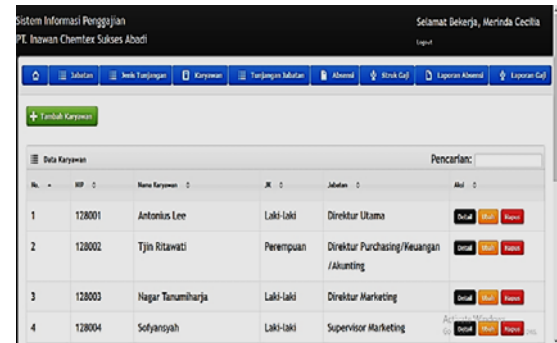 Sistem Informasi Penggajian
PT. Inawan Chemtex Sukses Abadi
Selamat Bekerja, Merinda Cecilia
Logout
Jabatan
Jenis Tunjangan
Karyawan
Tunjangan Jabatan
Absensi
Struk Gaji
Laporan Absensi
Laporan Gaji
Tambah Karyawan
Data Karyawan
Pencarian:
No. NIP Nama Karyawan JK Jabatan Aksi
1 128001 Antonius Lee Laki-laki Direktur Utama Detail Ubah Hapus
2 128002 Tjin Ritawati Perempuan Direktur Purchasing/Keuangan
/Akunting Detail Ubah Hapus
3 128003 Nagar Tanumiharja Laki-laki Direktur Marketing Detail Ubah Hapus
4 128004 Sofyansyah Laki-laki Supervisor Marketing Detail Ubah Hapus
Activate Windows